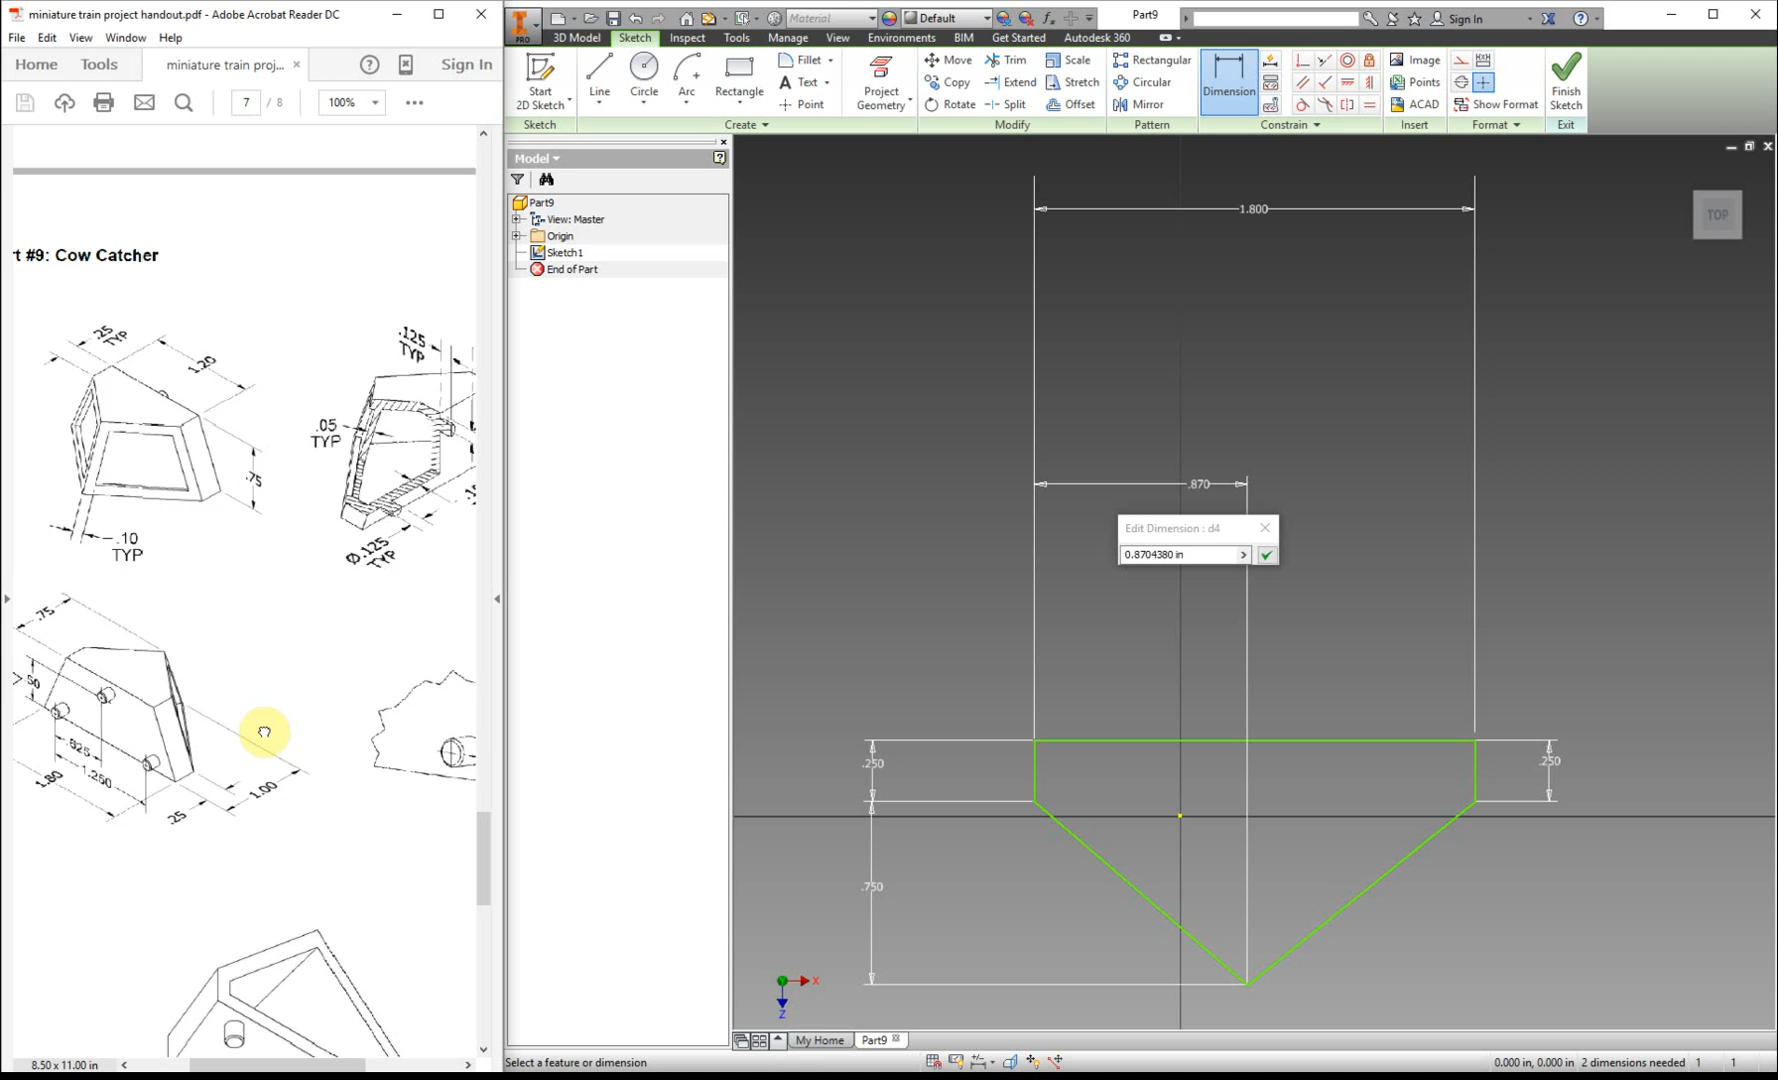 miniature train project handout.pdf - Adobe Acrobat Reader DC
File Edit View Window Help
Home Tools miniature train proj... × Sign In
7 / 8 100%
rt #9: Cow Catcher
.25 TYP
1.20
.75
.10 TYP
.125 TYP
.05 TYP
Ø.125 TYP
.75
.50
.625
1.250
1.80
.25
1.00
8.50 x 11.00 in
PRO
Material Default Part9 Sign In
3D Model Sketch Inspect Tools Manage View Environments BIM Get Started Autodesk 360
Start 2D Sketch
Line Circle Arc Rectangle
Fillet
Text
Point
Project Geometry
Move Trim Scale
Copy Extend Stretch
Rotate Split Offset
Rectangular
Circular
Mirror
Dimension
Image
Points
ACAD
Show Format
Finish Sketch
Sketch Create Modify Pattern Constrain Insert Format Exit
Model
Part9
View: Master
Origin
Sketch1
End of Part
1.800
TOP
.870
Edit Dimension : d4
0.8704380 in
.250
.250
.750
X
Z
My Home Part9
Select a feature or dimension
0.000 in, 0.000 in 2 dimensions needed 1 1